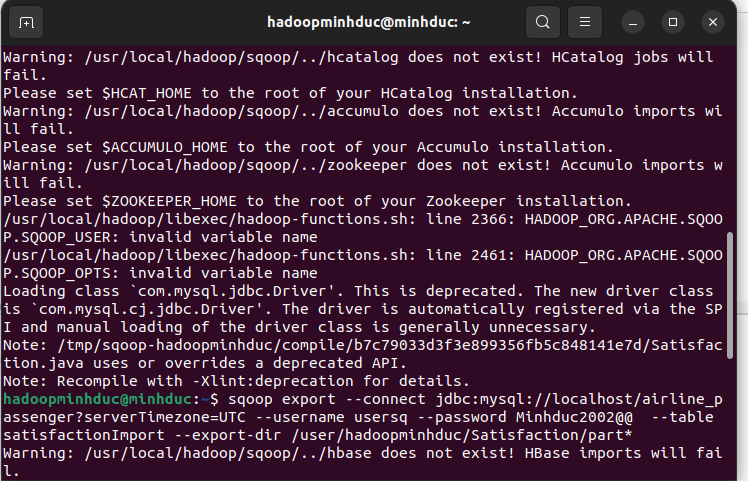 hadoopminhduc@minhduc: ~
Warning: /usr/local/hadoop/sqoop/../hcatalog does not exist! HCatalog jobs will
fail.
Please set $HCAT_HOME to the root of your HCatalog installation.
Warning: /usr/local/hadoop/sqoop/../accumulo does not exist! Accumulo imports wi
ll fail.
Please set $ACCUMULO_HOME to the root of your Accumulo installation.
Warning: /usr/local/hadoop/sqoop/../zookeeper does not exist! Accumulo imports w
ill fail.
Please set $ZOOKEEPER_HOME to the root of your Zookeeper installation.
/usr/local/hadoop/libexec/hadoop-functions.sh: line 2366: HADOOP_ORG.APACHE.SQOO
P.SQOOP_USER: invalid variable name
/usr/local/hadoop/libexec/hadoop-functions.sh: line 2461: HADOOP_ORG.APACHE.SQOO
P.SQOOP_OPTS: invalid variable name
Loading class `com.mysql.jdbc.Driver'. This is deprecated. The new driver class
is `com.mysql.cj.jdbc.Driver'. The driver is automatically registered via the SP
I and manual loading of the driver class is generally unnecessary.
Note: /tmp/sqoop-hadoopminhduc/compile/b7c79033d3f3e899356fb5c848141e7d/Satisfac
tion.java uses or overrides a deprecated API.
Note: Recompile with -Xlint:deprecation for details.
hadoopminhduc@minhduc:~$ sqoop export --connect jdbc:mysql://localhost/airline_p
assenger?serverTimezone=UTC --username usersq --password Minhduc2002@@  --table
satisfactionImport --export-dir /user/hadoopminhduc/Satisfaction/part*
Warning: /usr/local/hadoop/sqoop/../hbase does not exist! HBase imports will fai
l.